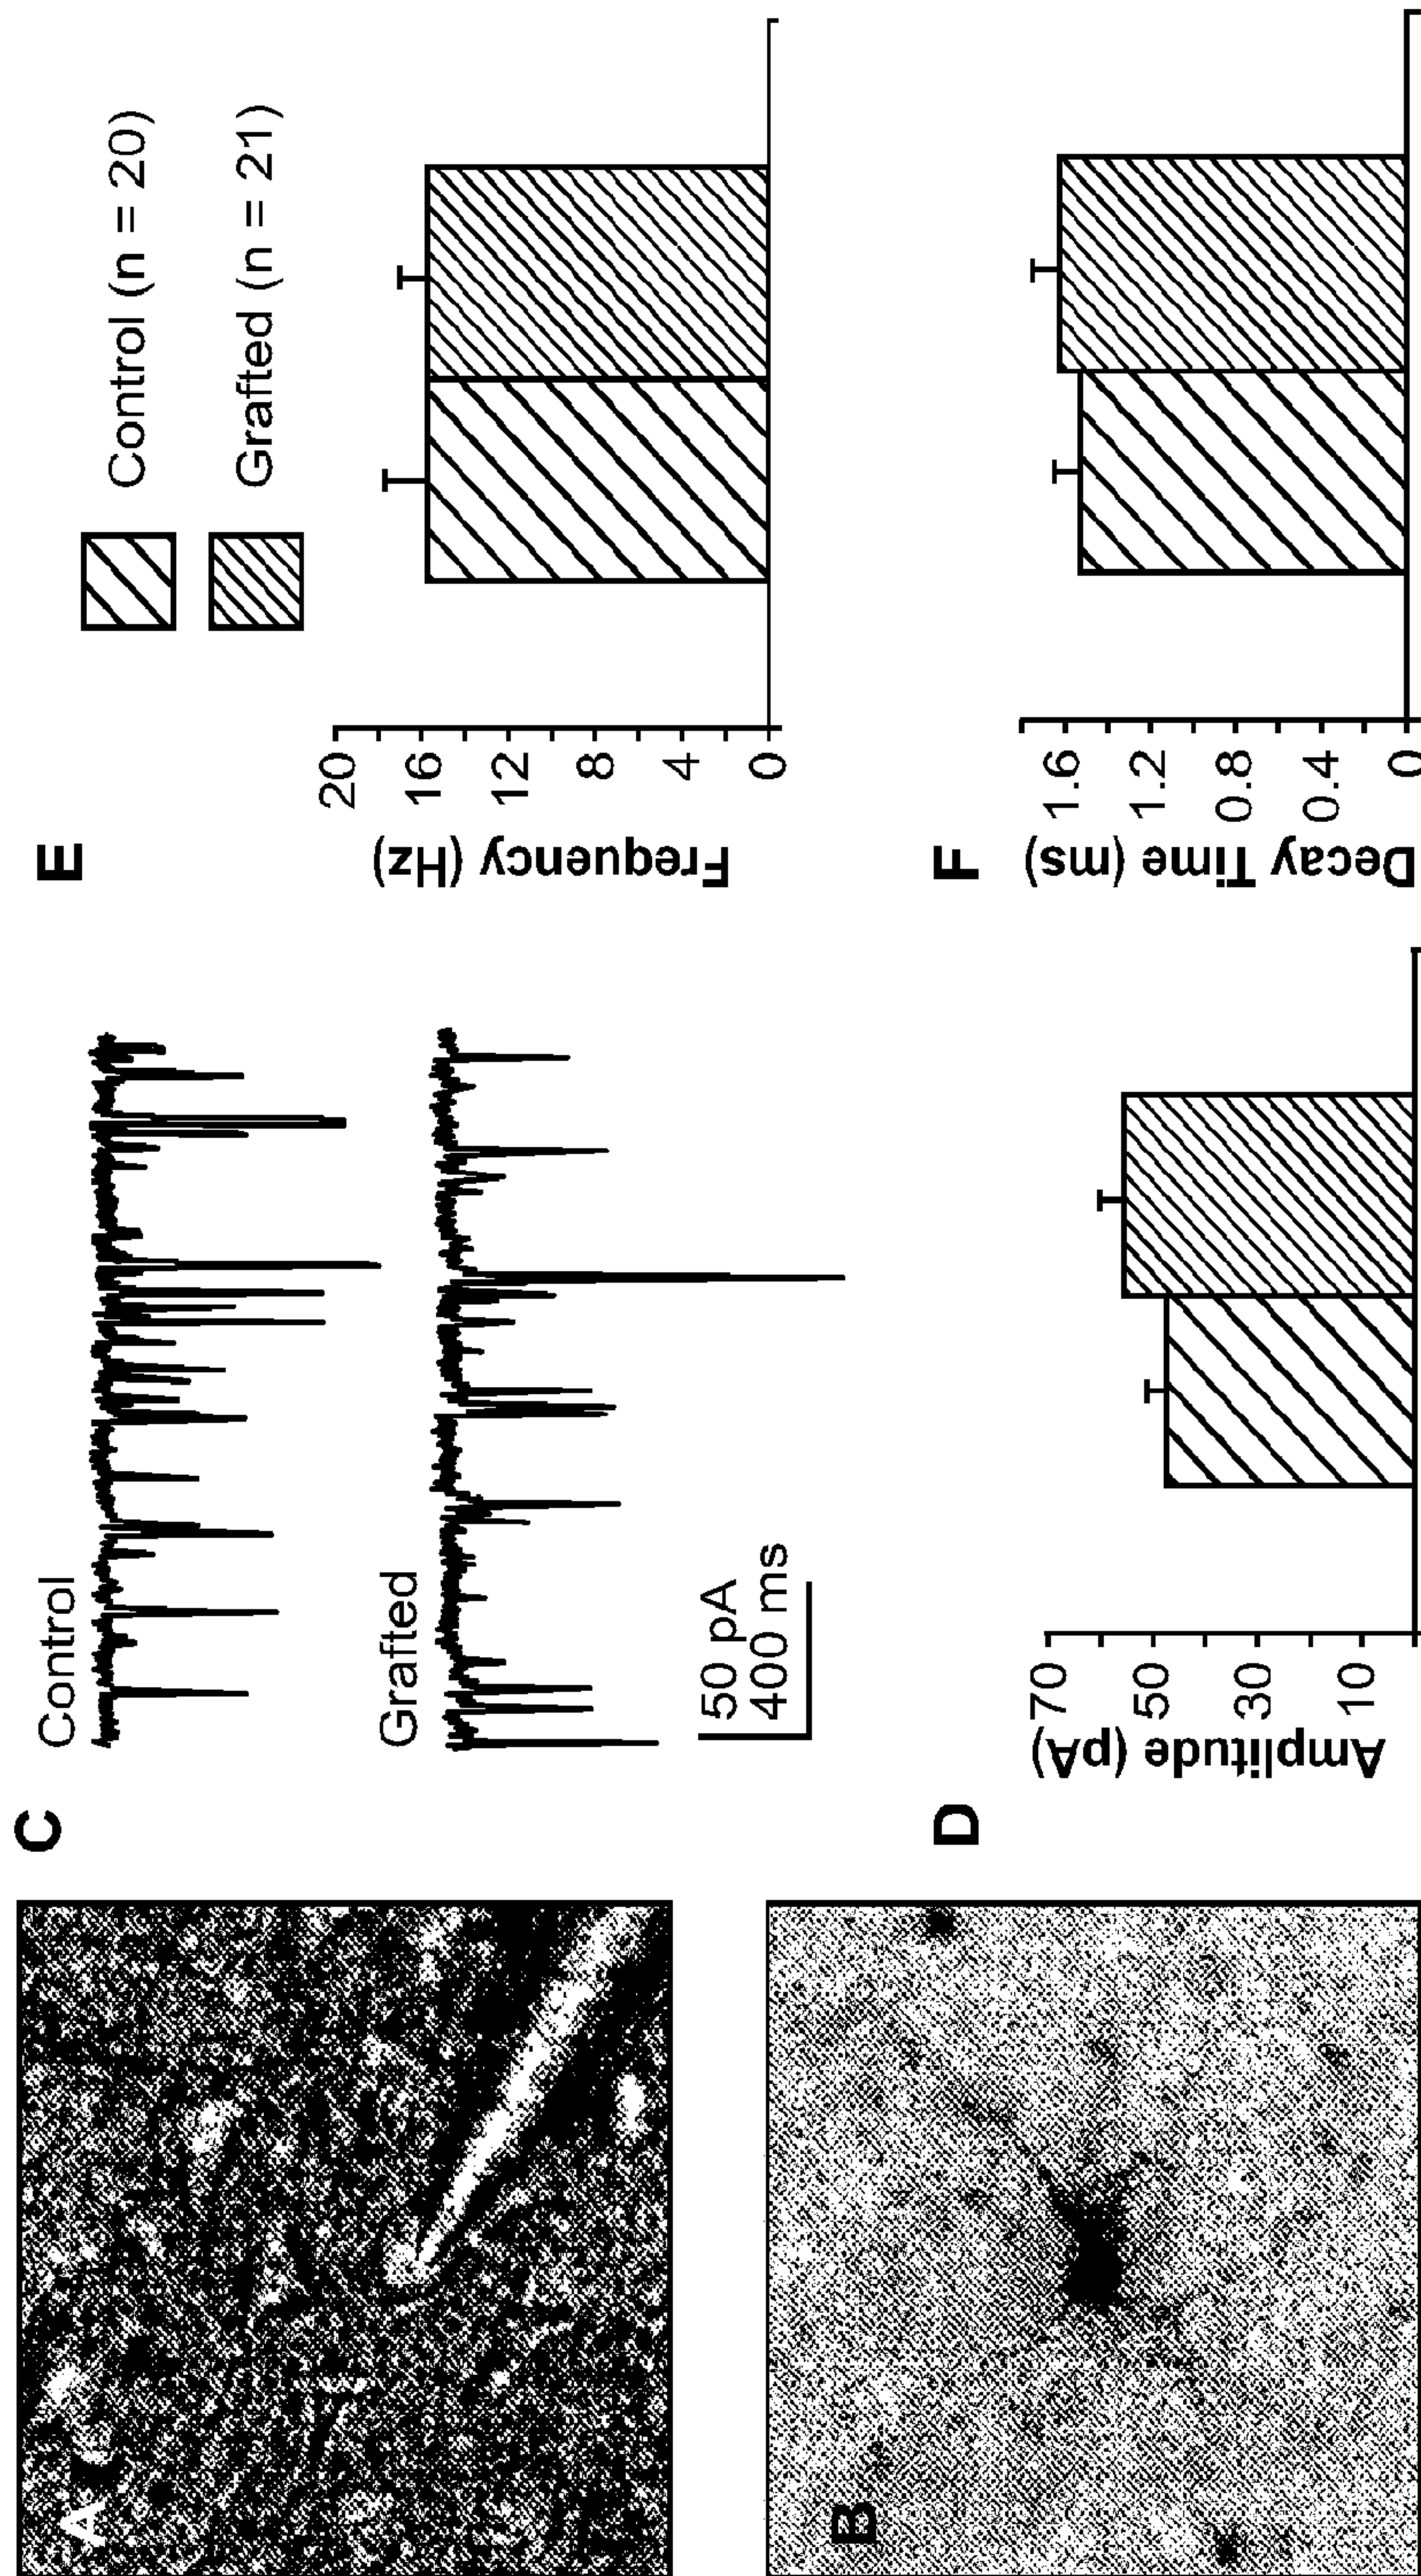 A
B
C
Control
Grafted
50 pA
400 ms
D
Amplitude (pA)
70
50
30
10
E
Control (n = 20)
Grafted (n = 21)
Frequency (Hz)
20
16
12
8
4
0
F
Decay Time (ms)
1.6
1.2
0.8
0.4
0